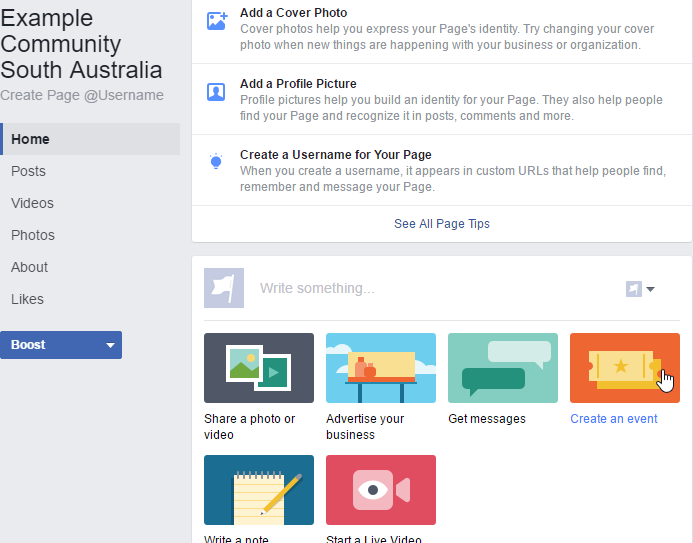 Example
Community
South Australia
Create Page @Username
Home
Posts
Videos
Photos
About
Likes
Boost
Add a Cover Photo
Cover photos help you express your Page's identity. Try changing your cover
photo when new things are happening with your business or organization.
Add a Profile Picture
Profile pictures help you build an identity for your Page. They also help people
find your Page and recognize it in posts, comments and more.
Create a Username for Your Page
When you create a username, it appears in custom URLs that help people find,
remember and message your Page.
See All Page Tips
Write something...
Share a photo or
video
Advertise your
business
Get messages
Create an event
Write a note
Start a Live Video